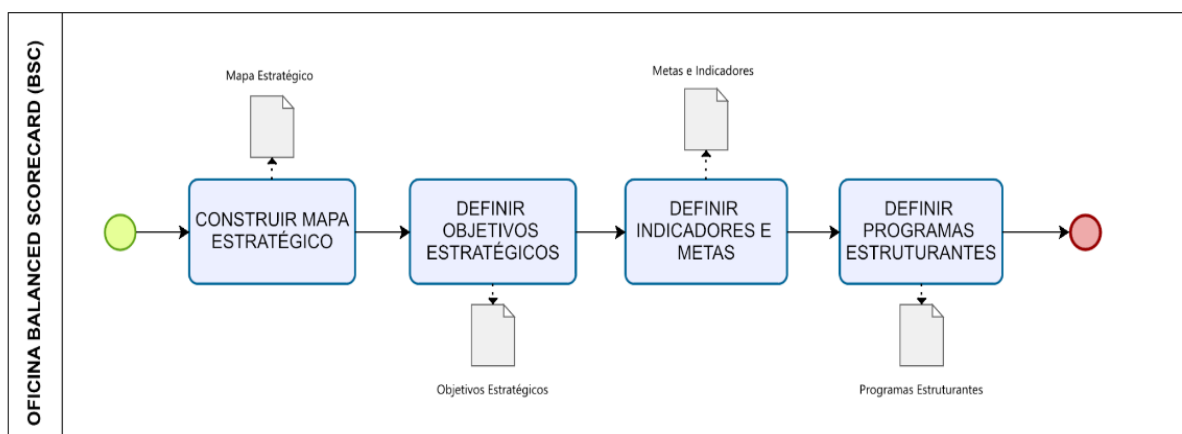 OFICINA BALANCED SCORECARD (BSC)
Mapa Estratégico
Metas e Indicadores
CONSTRUIR MAPA
ESTRATÉGICO
DEFINIR
OBJETIVOS
ESTRATÉGICOS
DEFINIR
INDICADORES E
METAS
DEFINIR
PROGRAMAS
ESTRUTURANTES
Objetivos Estratégicos
Programas Estruturantes